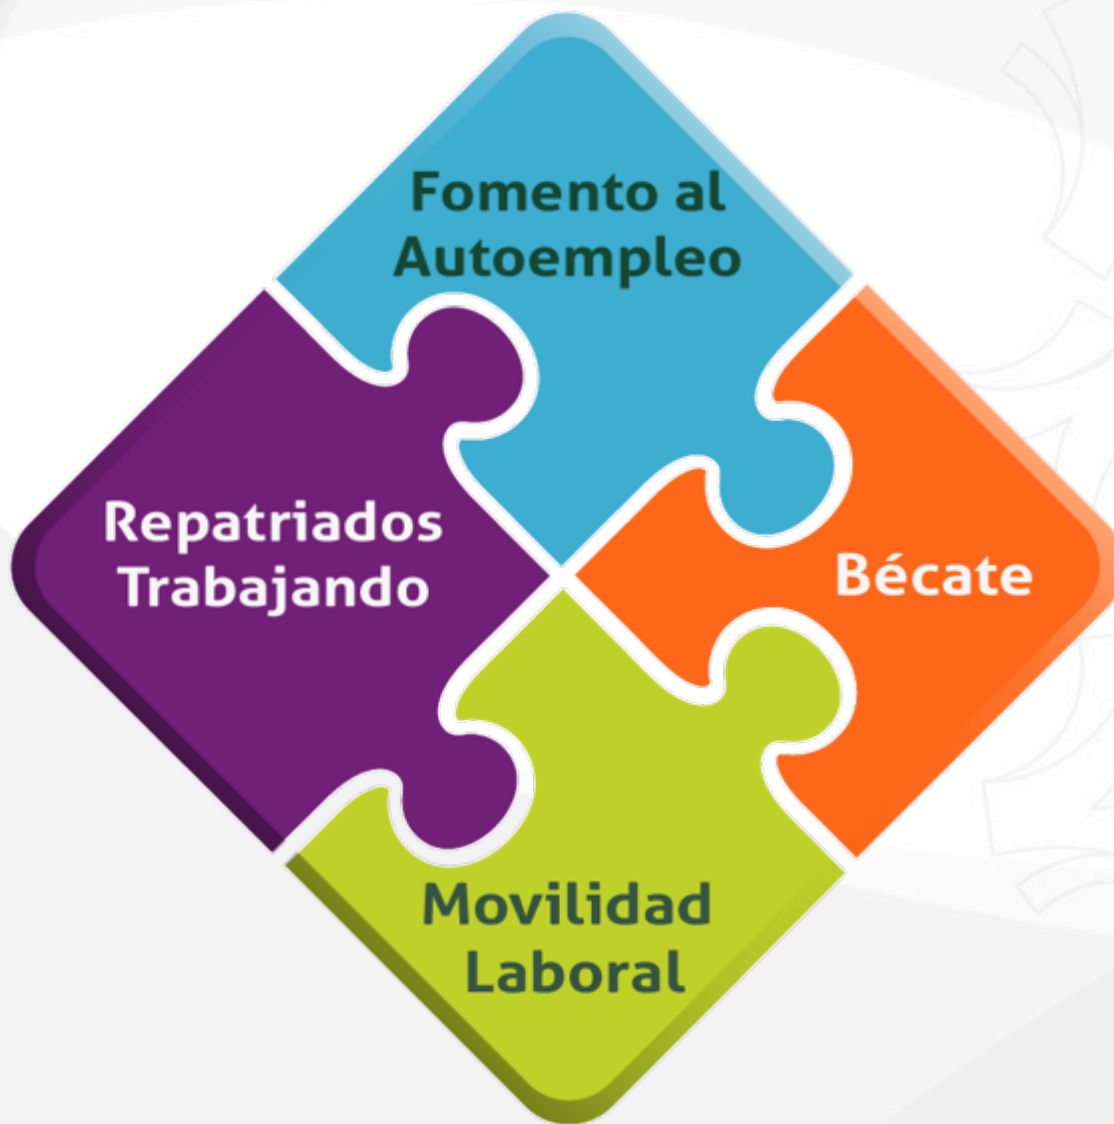 Fomento al
Autoempleo
Repatriados
Trabajando
Bécate
Movilidad
Laboral